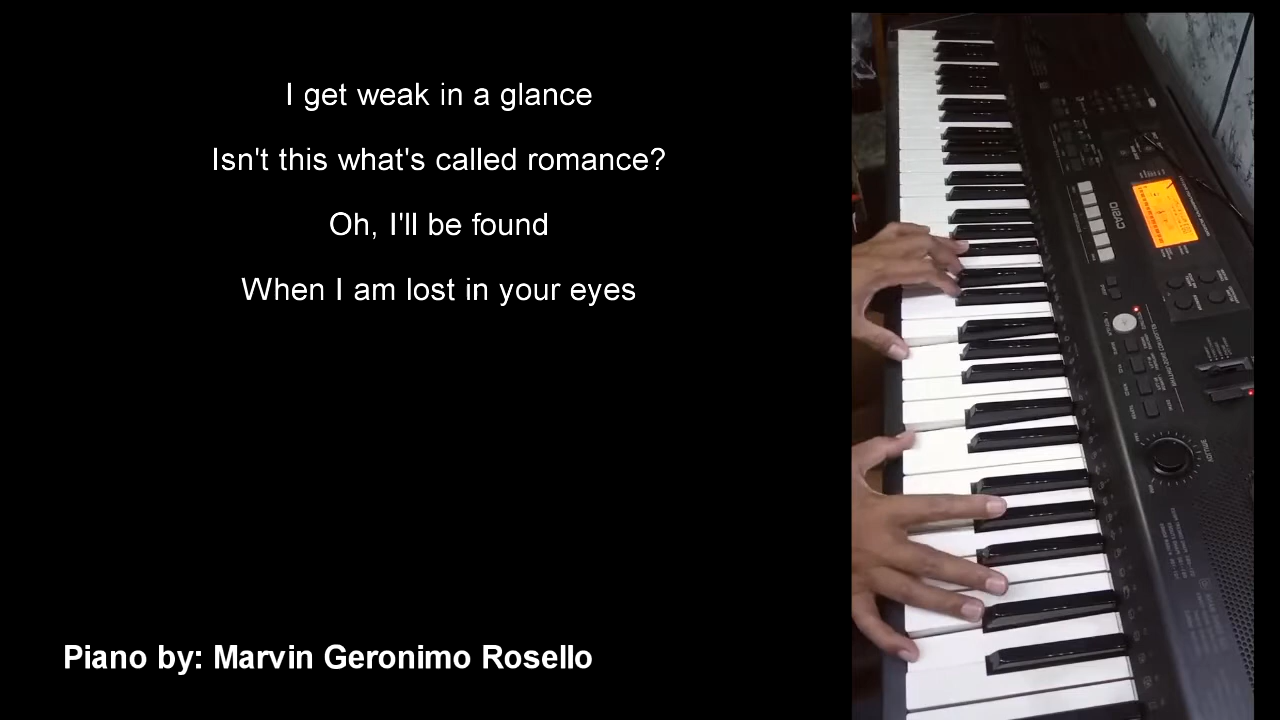 I get weak in a glance
Isn't this what's called romance?
Oh, I'll be found
When I am lost in your eyes
Piano by: Marvin Geronimo Rosello
CASIO